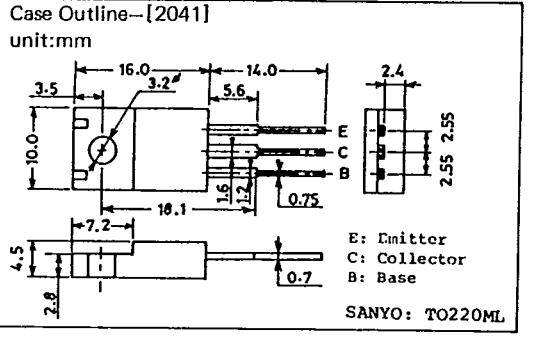 Case Outline—[2041]
unit:mm
16.0
14.0
2.4
3.5
3.2ø
5.6
10.0
E
C
B
2.55
2.55
1.6
1.2
0.75
18.1
7.2
4.5
2.8
0.7
E: Emitter
C: Collector
B: Base
SANYO: TO220ML